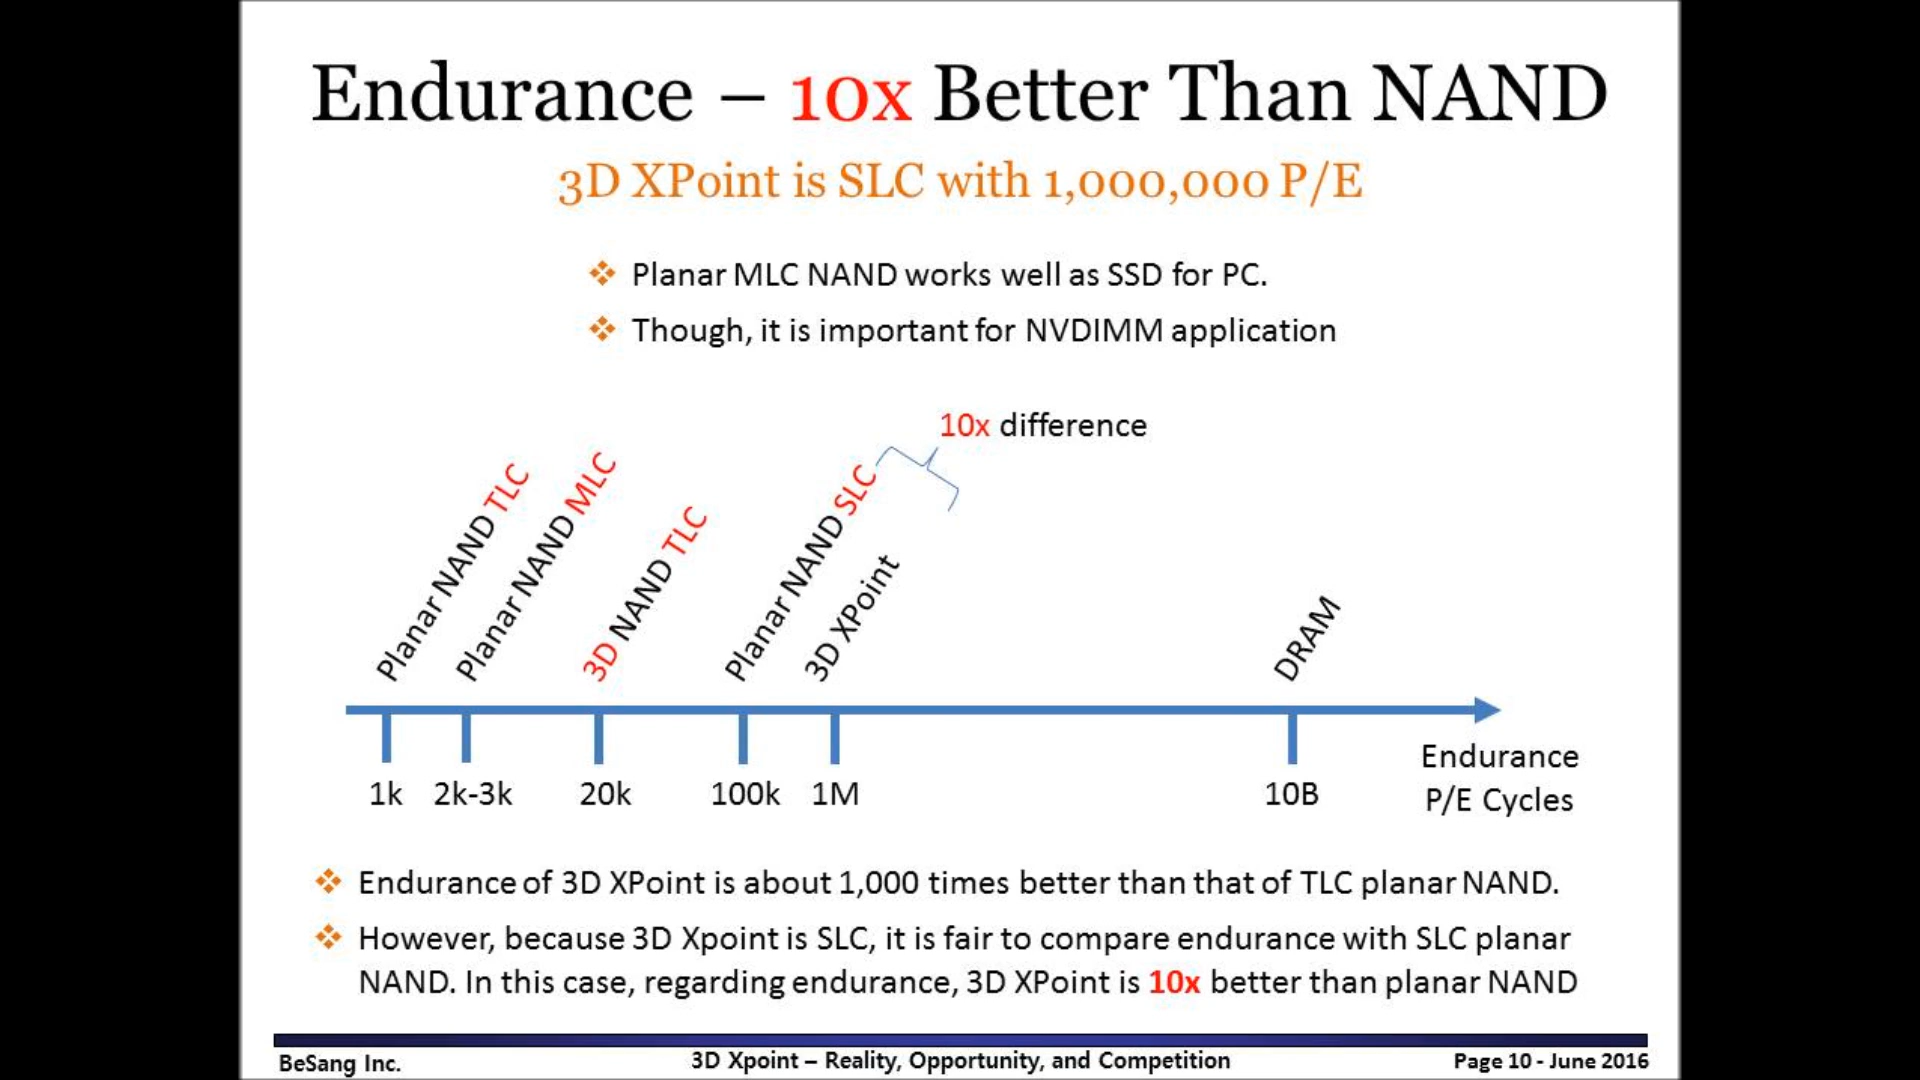 Endurance – 10x Better Than NAND
3D XPoint is SLC with 1,000,000 P/E
Planar MLC NAND works well as SSD for PC.
Though, it is important for NVDIMM application
10x difference
Planar NAND TLC
Planar NAND MLC
3D NAND TLC
Planar NAND SLC
3D XPoint
DRAM
1k
2k-3k
20k
100k
1M
10B
Endurance
P/E Cycles
Endurance of 3D XPoint is about 1,000 times better than that of TLC planar NAND.
However, because 3D Xpoint is SLC, it is fair to compare endurance with SLC planar
NAND. In this case, regarding endurance, 3D XPoint is 10x better than planar NAND
BeSang Inc.
3D Xpoint – Reality, Opportunity, and Competition
Page 10 - June 2016